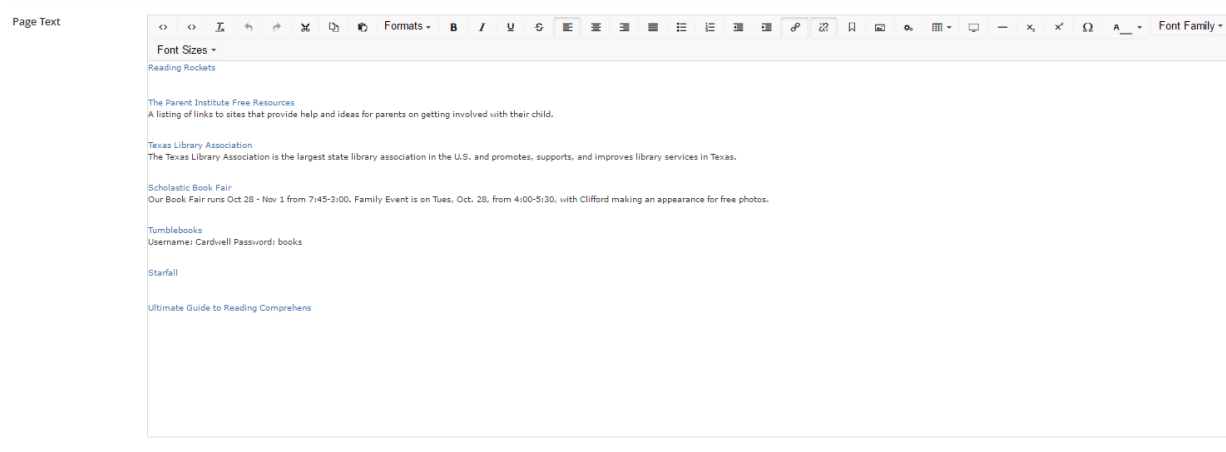 Page Text
Formats
B I U S
x₂ x² Ω A
Font Family
Font Sizes
Reading Rockets
The Parent Institute Free Resources
A listing of links to sites that provide help and ideas for parents on getting involved with their child.
Texas Library Association
The Texas Library Association is the largest state library association in the U.S. and promotes, supports, and improves library services in Texas.
Scholastic Book Fair
Our Book Fair runs Oct 28 - Nov 1 from 7:45-3:00. Family Event is on Tues, Oct. 28, from 4:00-5:30, with Clifford making an appearance for free photos.
Tumblebooks
Username: Cardwell Password: books
Starfall
Ultimate Guide to Reading Comprehens